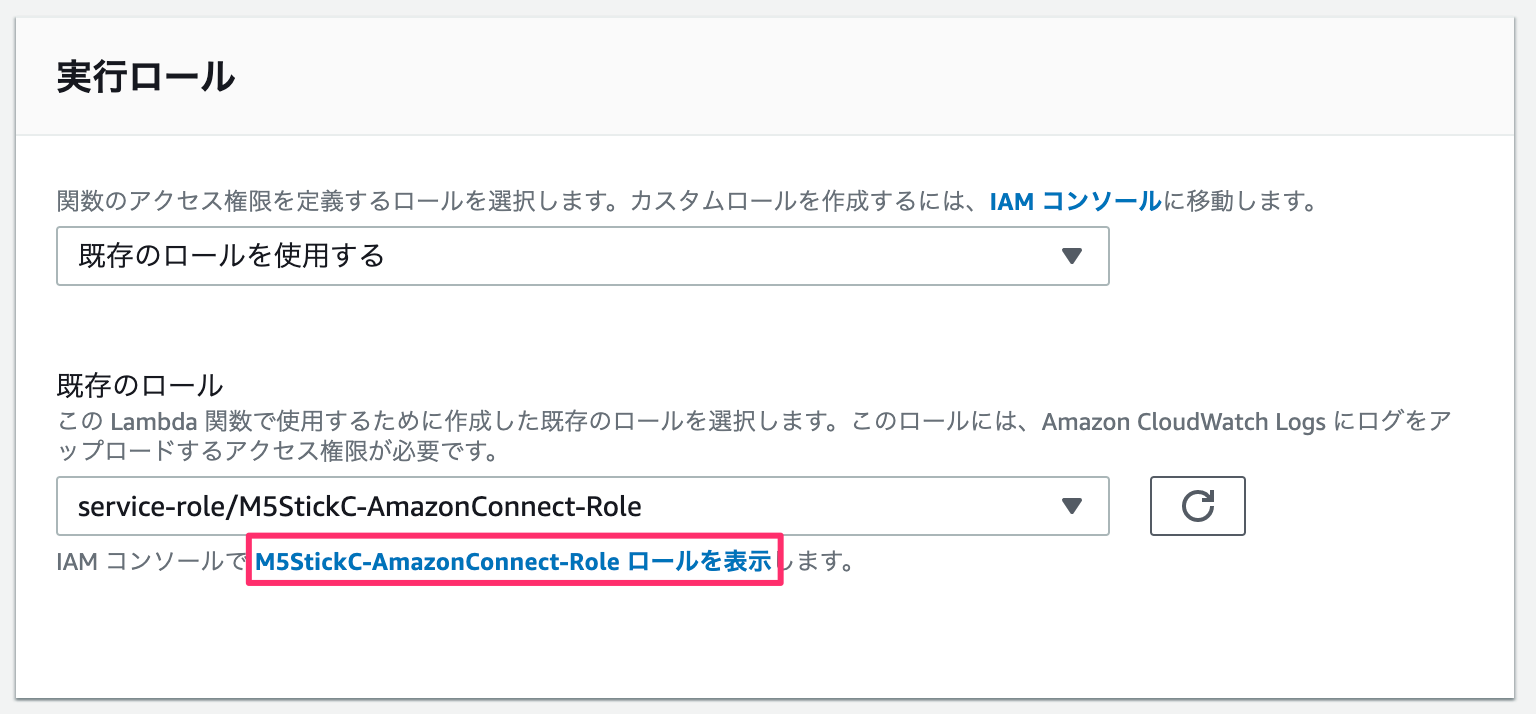 実行ロール
関数のアクセス権限を定義するロールを選択します。カスタムロールを作成するには、IAM コンソールに移動します。
既存のロールを使用する
既存のロール
この Lambda 関数で使用するために作成した既存のロールを選択します。このロールには、Amazon CloudWatch Logs にログをア
ップロードするアクセス権限が必要です。
service-role/M5StickC-AmazonConnect-Role
IAM コンソールで M5StickC-AmazonConnect-Role ロールを表示します。